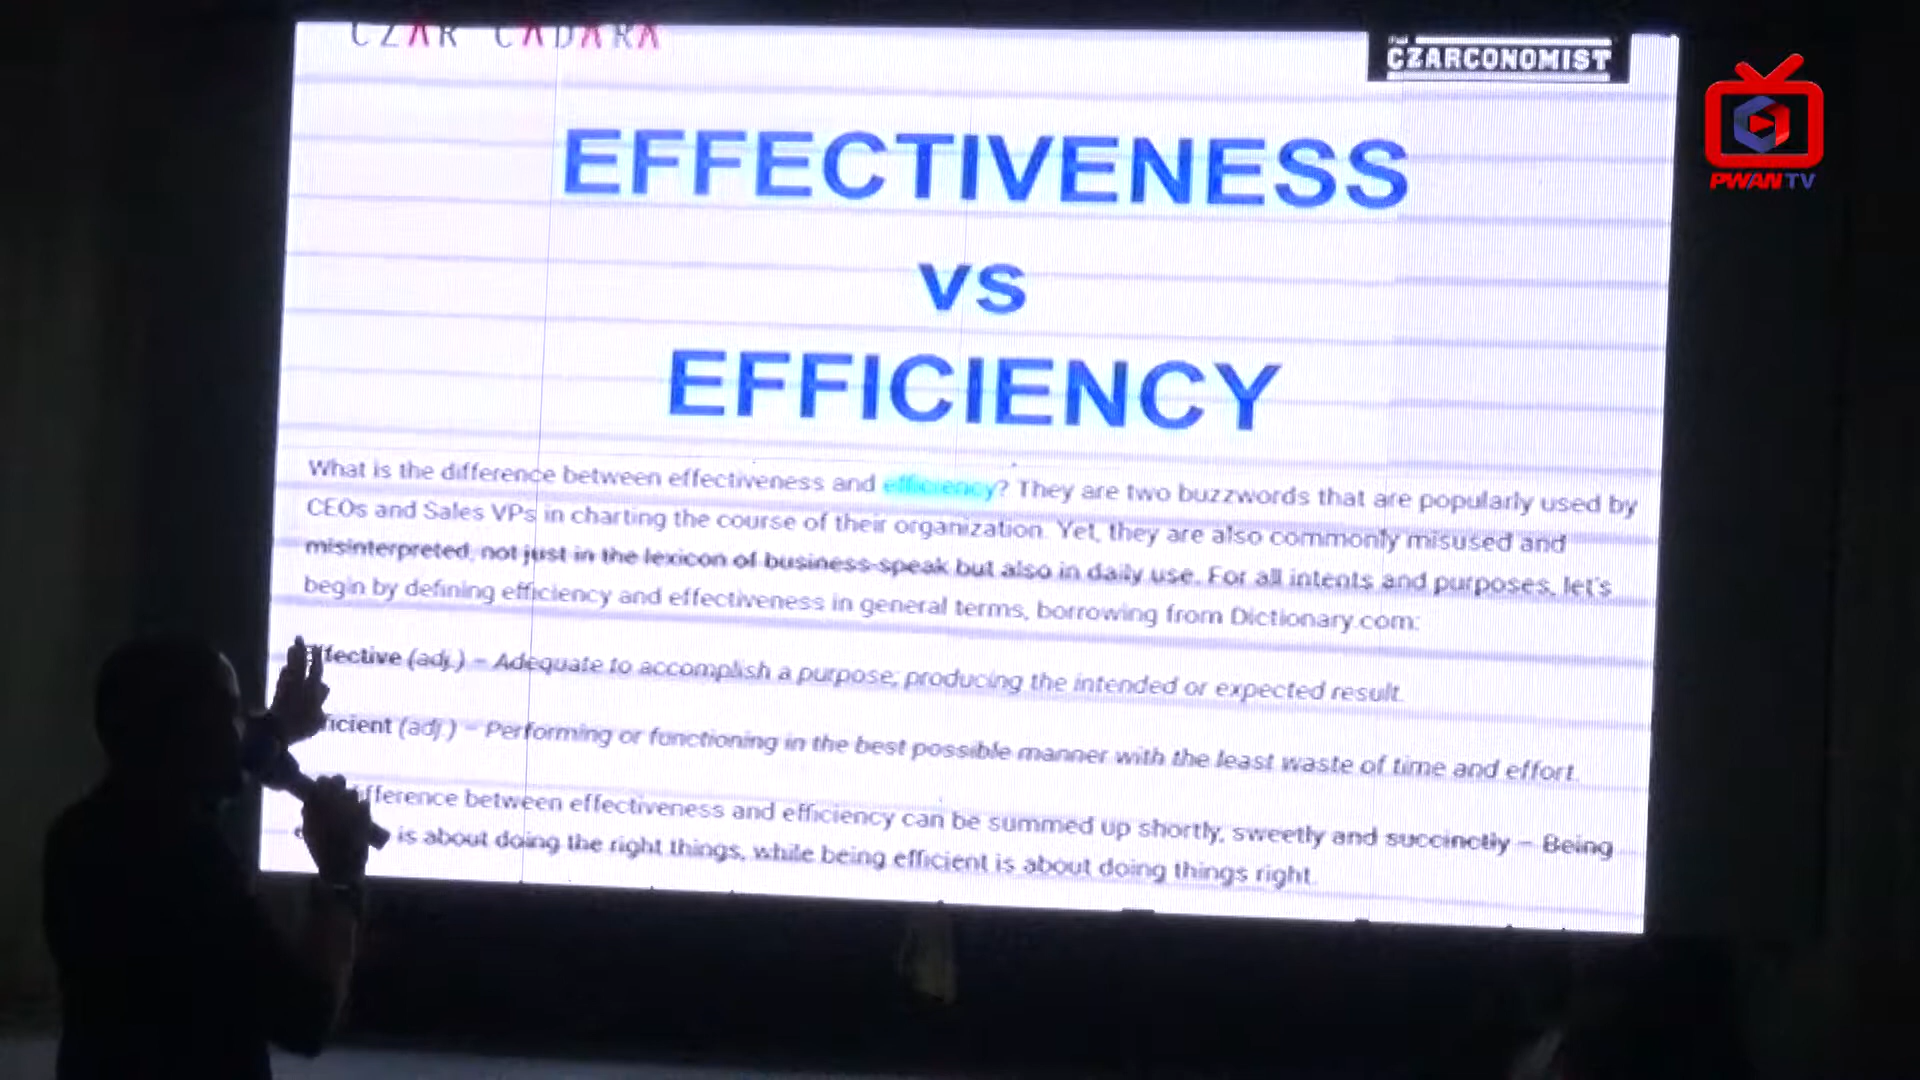 CZAR CADARA
THE
CZARCONOMIST
PWAN TV
EFFECTIVENESS
vs
EFFICIENCY
What is the difference between effectiveness and efficiency? They are two buzzwords that are popularly used by
CEOs and Sales VPs in charting the course of their organization. Yet, they are also commonly misused and
misinterpreted, not just in the lexicon of business-speak but also in daily use. For all intents and purposes, let's
begin by defining efficiency and effectiveness in general terms, borrowing from Dictionary.com:
ffective (adj.) – Adequate to accomplish a purpose; producing the intended or expected result.
ficient (adj.) – Performing or functioning in the best possible manner with the least waste of time and effort.
ifference between effectiveness and efficiency can be summed up shortly, sweetly and succinctly – Being
is about doing the right things, while being efficient is about doing things right.